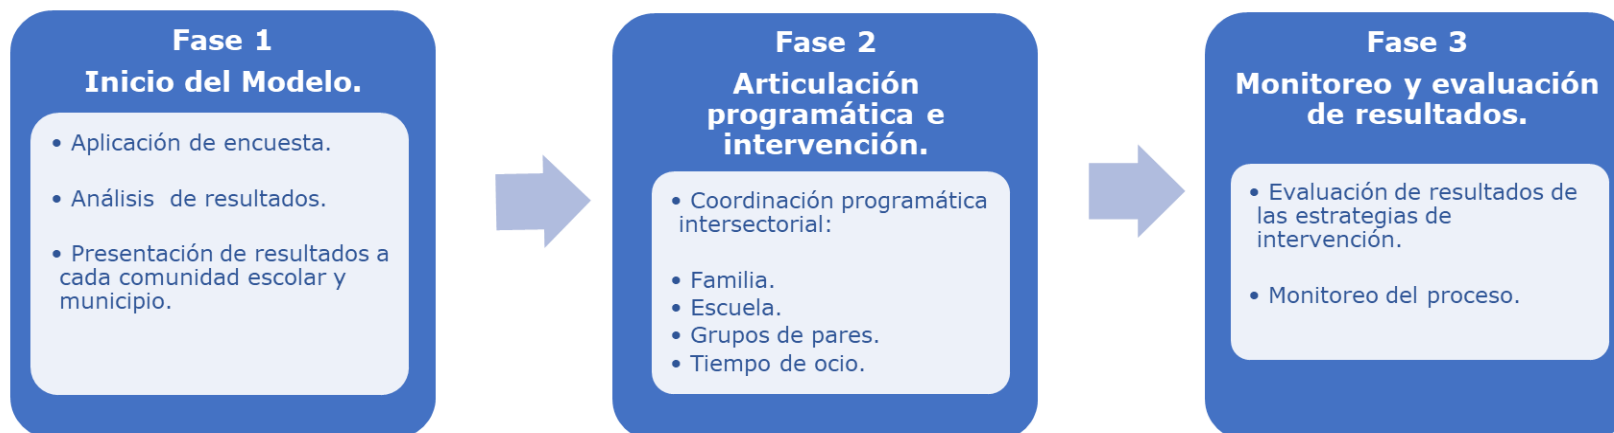 Fase 1
Inicio del Modelo.
• Aplicación de encuesta.
• Análisis  de resultados.
• Presentación de resultados a
cada comunidad escolar y
municipio.
Fase 2
Articulación
programática e
intervención.
• Coordinación programática
intersectorial:
• Familia.
• Escuela.
• Grupos de pares.
• Tiempo de ocio.
Fase 3
Monitoreo y evaluación
de resultados.
• Evaluación de resultados de
las estrategias de
intervención.
• Monitoreo del proceso.